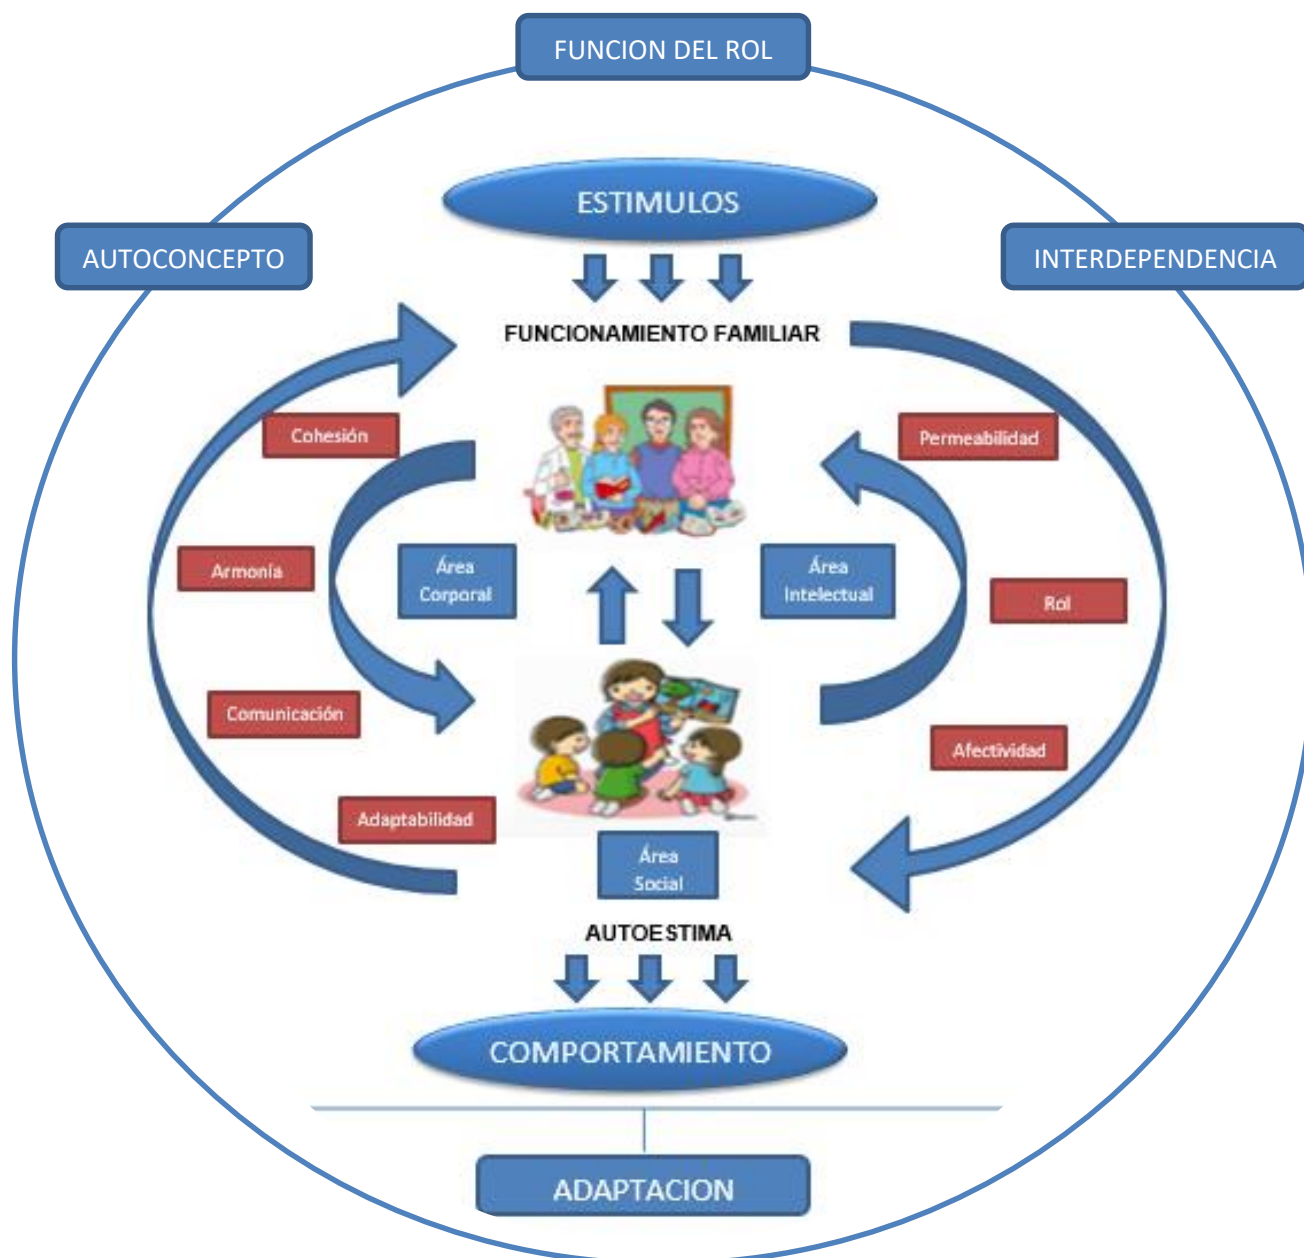 FUNCION DEL ROL
ESTIMULOS
AUTOCONCEPTO
INTERDEPENDENCIA
FUNCIONAMIENTO FAMILIAR
Cohesión
Permeabilidad
Armonía
Área
Corporal
Área
Intelectual
Rol
Comunicación
Afectividad
Adaptabilidad
Área
Social
AUTOESTIMA
COMPORTAMIENTO
ADAPTACION